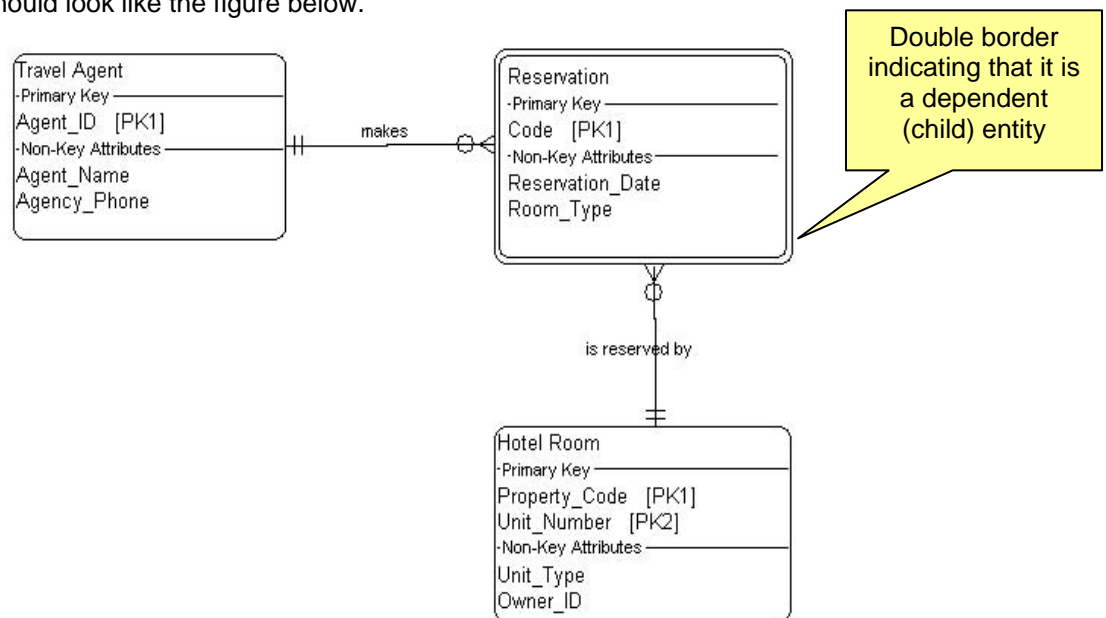 should look like the figure below.
Double border
indicating that it is
a dependent
(child) entity
Travel Agent
-Primary Key
Agent_ID [PK1]
-Non-Key Attributes
Agent_Name
Agency_Phone
makes
Reservation
-Primary Key
Code [PK1]
-Non-Key Attributes
Reservation_Date
Room_Type
is reserved by
Hotel Room
-Primary Key
Property_Code [PK1]
Unit_Number [PK2]
-Non-Key Attributes
Unit_Type
Owner_ID